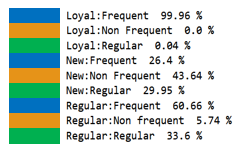 Loyal:Frequent 99.96 %
Loyal:Non Frequent 0.0 %
Loyal:Regular 0.04 %
New:Frequent 26.4 %
New:Non Frequent 43.64 %
New:Regular 29.95 %
Regular:Frequent 60.66 %
Regular:Non frequent 5.74 %
Regular:Regular 33.6 %